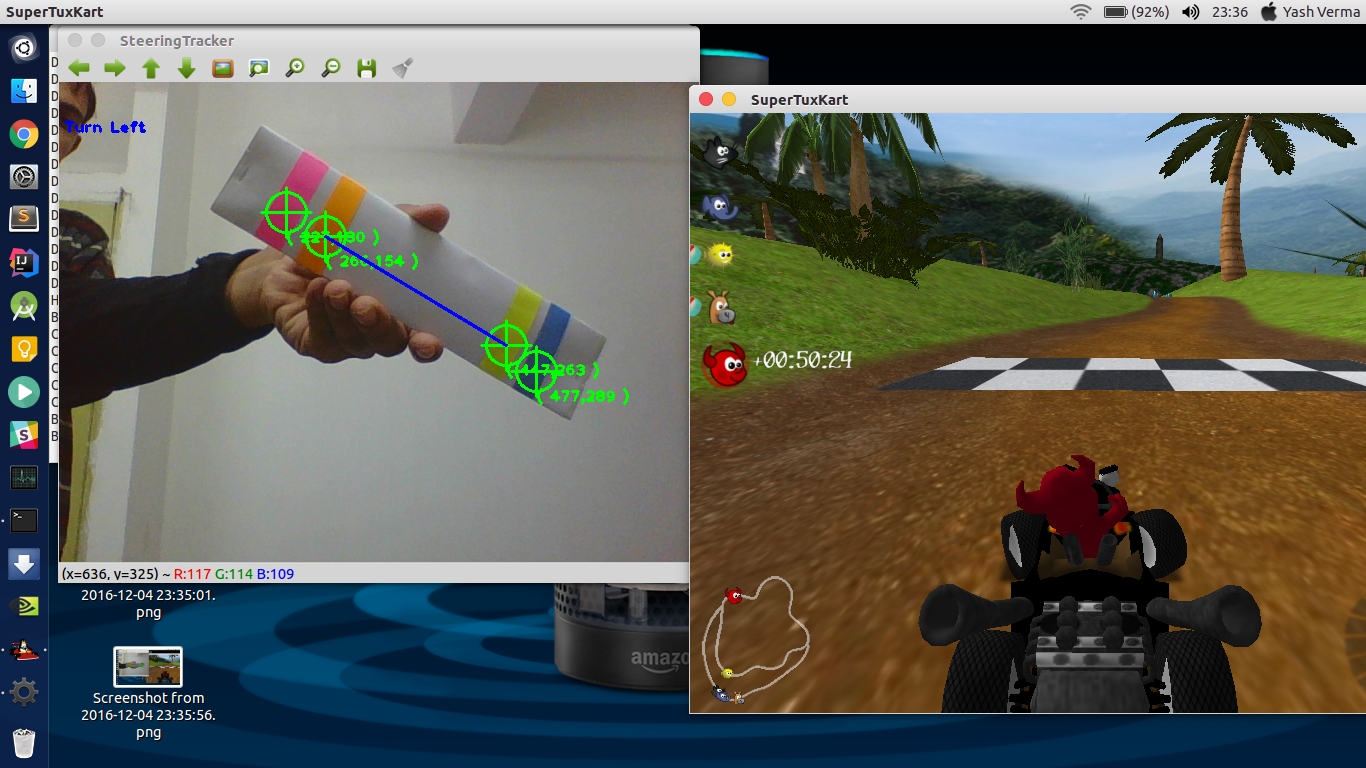 SuperTuxKart
(92%)
23:36
Yash Verma
SteeringTracker
Turn Left
266,154 )
477,289 )
(x=636, y=325) ~ R:117 G:114 B:109
SuperTuxKart
+00:50:24
2016-12-04 23:35:01.
png
Screenshot from
2016-12-04 23:35:56.
png